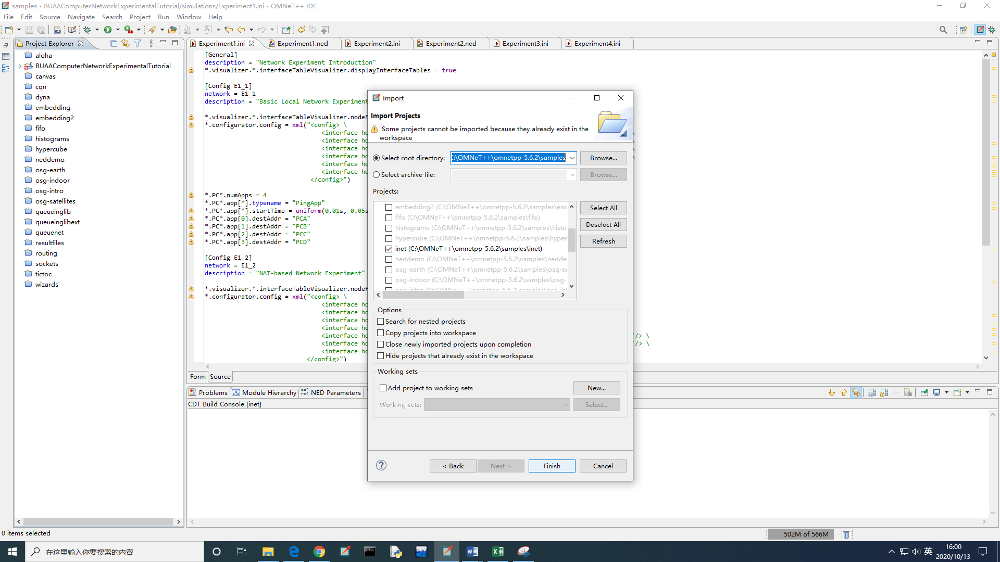 samples - BUAAComputerNetworkExperimentalTutorial/simulations/Experiment1.ini - OMNeT++ IDE
File Edit Source Navigate Search Project Run Window Help
Project Explorer
aloha
BUAAComputerNetworkExperimentalTutorial
canvas
cqn
dyna
embedding
embedding2
fifo
histograms
hypercube
neddemo
osg-earth
osg-indoor
osg-intro
osg-satellites
queueinglib
queueinglibext
queuenet
resultfiles
routing
sockets
tictoc
wizards
Experiment1.ini Experiment1.ned Experiment2.ini Experiment2.ned Experiment3.ini Experiment4.ini
[General]
description = "Network Experiment Introduction"
*.visualizer.*.interfaceTableVisualizer.displayInterfaceTables = true
[Config E1_1]
network = E1_1
description = "Basic Local Network Experiment
*.visualizer.*.interfaceTableVisualizer.nodeF
*.configurator.config = xml("<config> \
<interface ho
<interface ho
<interface ho
<interface ho
<interface ho
<interface ho
</config>")
*.PC*.numApps = 4
*.PC*.app[*].typename = "PingApp"
*.PC*.app[*].startTime = uniform(0.01s, 0.05s
*.PC*.app[0].destAddr = "PCA"
*.PC*.app[1].destAddr = "PCB"
*.PC*.app[2].destAddr = "PCC"
*.PC*.app[3].destAddr = "PCD"
[Config E1_2]
network = E1_2
description = "NAT-based Network Experiment"
*.visualizer.*.interfaceTableVisualizer.nodeF
*.configurator.config = xml("<config> \
<interface ho
<interface ho
<interface ho
<interface ho
<interface ho "/> \
<interface ho "/> \
<interface ho
</config>")
Form Source
Import
Import Projects
Some projects cannot be imported because they already exist in the
workspace
Select root directory: C:\OMNeT++\omnetpp-5.6.2\samples Browse...
Select archive file: Browse...
Projects:
embedding2 (C:\OMNeT++\omnetpp-5.6.2\samples\eml
fifo (C:\OMNeT++\omnetpp-5.6.2\samples\fifo)
histograms (C:\OMNeT++\omnetpp-5.6.2\samples\histo
hypercube (C:\OMNeT++\omnetpp-5.6.2\samples\hyper
inet (C:\OMNeT++\omnetpp-5.6.2\samples\inet)
neddemo (C:\OMNeT++\omnetpp-5.6.2\samples\nedde
osg-earth (C:\OMNeT++\omnetpp-5.6.2\samples\osg-ea
osg-indoor (C:\OMNeT++\omnetpp-5.6.2\samples\osg-
osg-intro (C:\OMNeT++\omnetpp-5.6.2\samples\osg-int
Select All
Deselect All
Refresh
Options
Search for nested projects
Copy projects into workspace
Close newly imported projects upon completion
Hide projects that already exist in the workspace
Working sets
Add project to working sets New...
Working sets: Select...
< Back Next > Finish Cancel
Problems Module Hierarchy NED Parameters
CDT Build Console [inet]
0 items selected
502M of 566M
在这里输入你要搜索的内容
DEV
英
16:00
2020/10/13